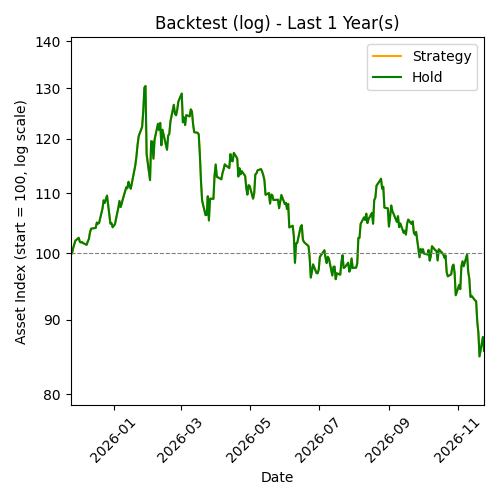 Backtest (log) - Last 1 Year(s)
Strategy
Hold
Asset Index (start = 100, log scale)
140
130
120
110
100
90
80
2026-01
2026-03
2026-05
2026-07
2026-09
2026-11
Date